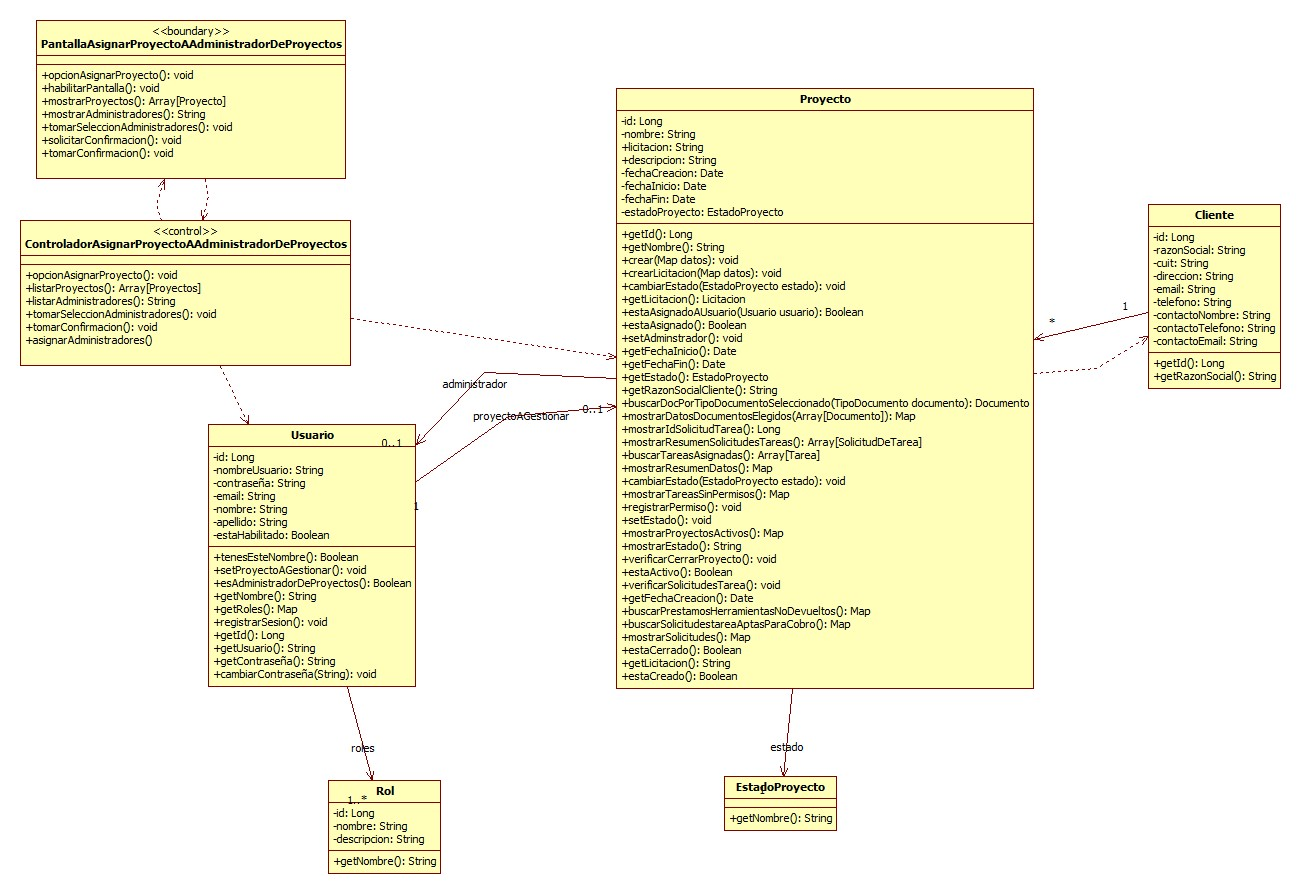 <<boundary>>
PantallaAsignarProyectoAAdministradorDeProyectos
+opcionAsignarProyecto(): void
+habilitarPantalla(): void
+mostrarProyectos(): Array[Proyecto]
+mostrarAdministradores(): String
+tomarSeleccionAdministradores(): void
+solicitarConfirmacion(): void
+tomarConfirmacion(): void
<<control>>
ControladorAsignarProyectoAAdministradorDeProyectos
+opcionAsignarProyecto(): void
+listarProyectos(): Array[Proyectos]
+listarAdministradores(): String
+tomarSeleccionAdministradores(): void
+tomarConfirmacion(): void
+asignarAdministradores()
Proyecto
-id: Long
-nombre: String
+licitacion: String
+descripcion: String
-fechaCreacion: Date
-fechaInicio: Date
-fechaFin: Date
-estadoProyecto: EstadoProyecto
+getId(): Long
+getNombre(): String
+crear(Map datos): void
+crearLicitacion(Map datos): void
+cambiarEstado(EstadoProyecto estado): void
+getLicitacion(): Licitacion
+estaAsignadoAUsuario(Usuario usuario): Boolean
+estaAsignado(): Boolean
+setAdminstrador(): void
+getFechaInicio(): Date
+getFechaFin(): Date
+getEstado(): EstadoProyecto
+getRazonSocialCliente(): String
+buscarDocPorTipoDocumentoSeleccionado(TipoDocumento documento): Documento
+mostrarDatosDocumentosElegidos(Array[Documento]): Map
+mostrarIdSolicitudTarea(): Long
+mostrarResumenSolicitudesTareas(): Array[SolicitudDeTarea]
+buscarTareasAsignadas(): Array[Tarea]
+mostrarResumenDatos(): Map
+cambiarEstado(EstadoProyecto estado): void
+mostrarTareasSinPermisos(): Map
+registrarPermiso(): void
+setEstado(): void
+mostrarProyectosActivos(): Map
+mostrarEstado(): String
+verificarCerrarProyecto(): void
+estaActivo(): Boolean
+verificarSolicitudesTarea(): void
+getFechaCreacion(): Date
+buscarPrestamosHerramientasNoDevueltos(): Map
+buscarSolicitudestareaAptasParaCobro(): Map
+mostrarSolicitudes(): Map
+estaCerrado(): Boolean
+getLicitacion(): String
+estaCreado(): Boolean
Cliente
-id: Long
-razonSocial: String
-cuit: String
-direccion: String
-email: String
-telefono: String
-contactoNombre: String
-contactoTelefono: String
-contactoEmail: String
+getId(): Long
+getRazonSocial(): String
1
*
administrador
0..1
proyectoAGestionar
0..1
1
Usuario
-id: Long
-nombreUsuario: String
-contraseña: String
-email: String
-nombre: String
-apellido: String
-estaHabilitado: Boolean
+tenesEsteNombre(): Boolean
+setProyectoAGestionar(): void
+esAdministradorDeProyectos(): Boolean
+getNombre(): String
+getRoles(): Map
+registrarSesion(): void
+getId(): Long
+getUsuario(): String
+getContraseña(): String
+cambiarContraseña(String): void
roles
1..*
Rol
-id: Long
-nombre: String
-descripcion: String
+getNombre(): String
estado
EstadoProyecto
+getNombre(): String